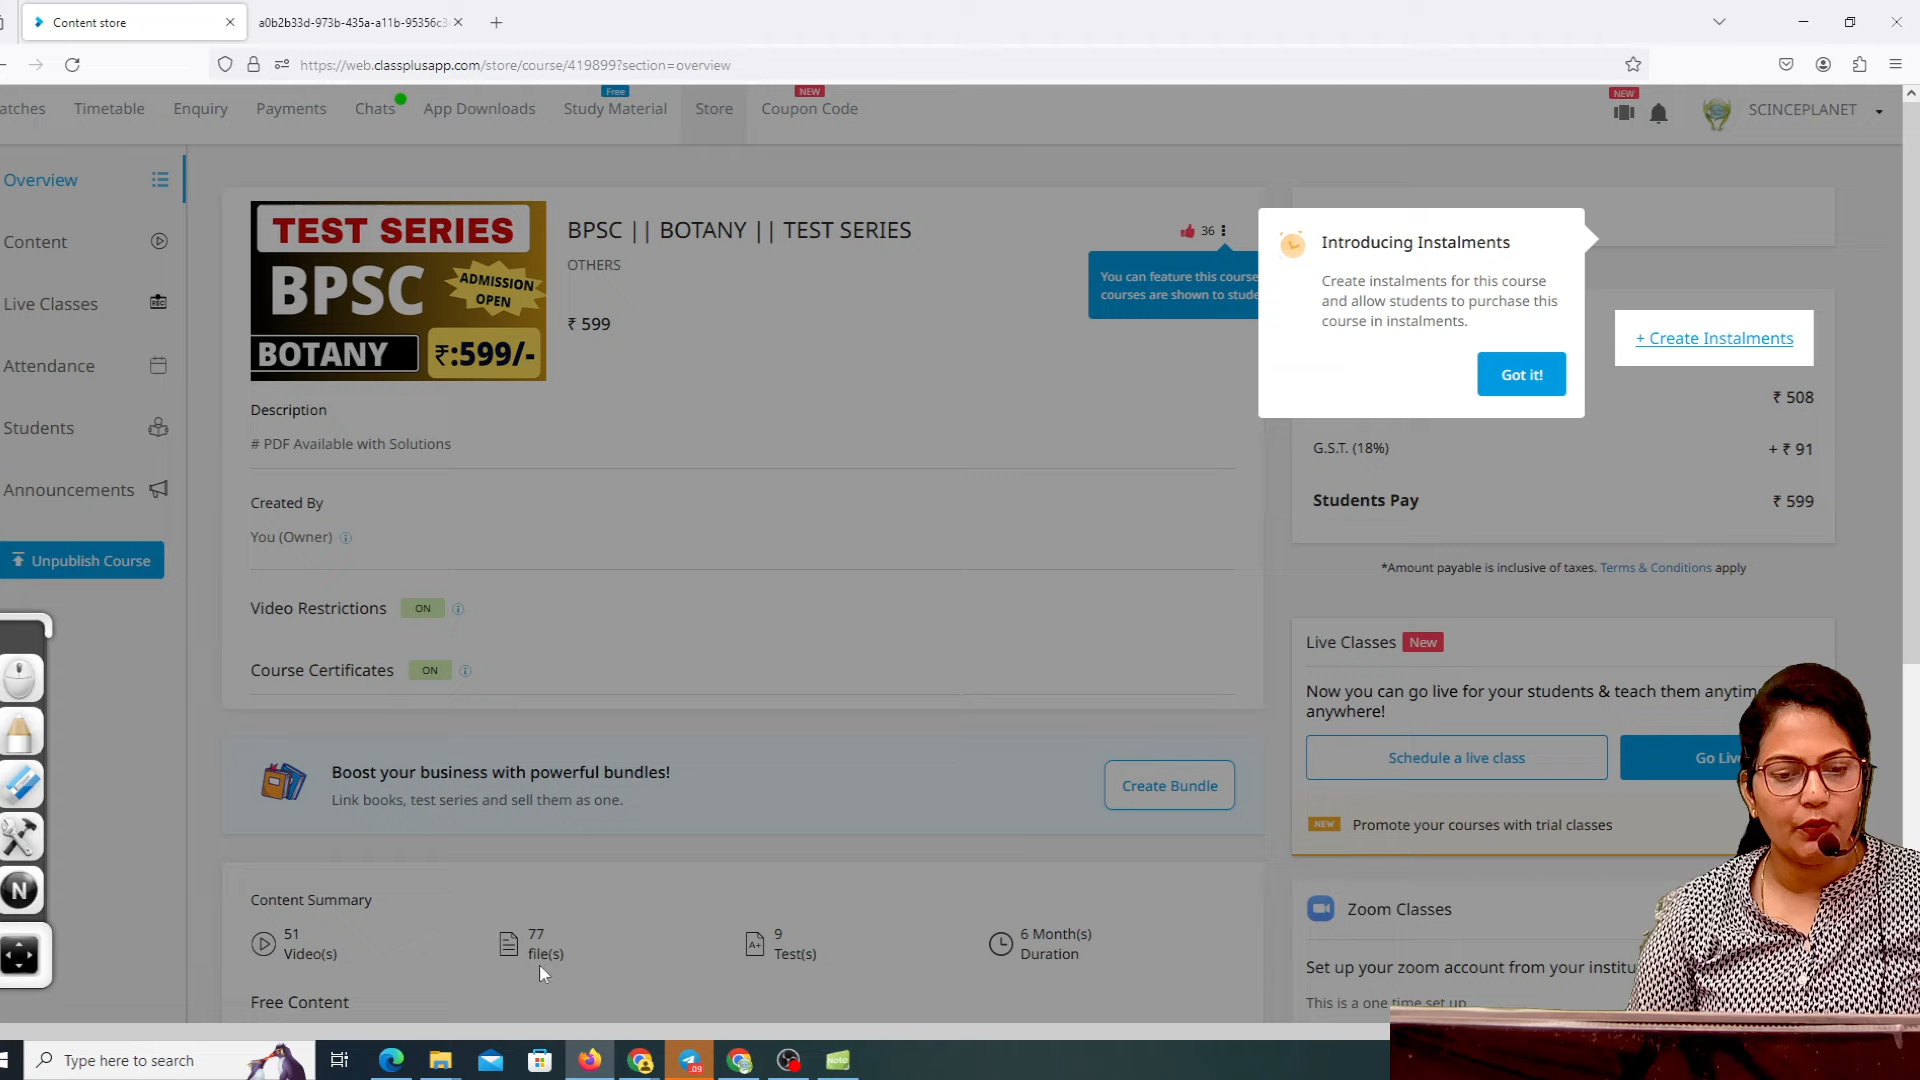 Content store
a0b2b33d-973b-435a-a11b-95356c3
https://web.classplusapp.com/store/course/419899?section=overview
atches
Timetable
Enquiry
Payments
Chats
App Downloads
Free
Study Material
Store
NEW
Coupon Code
NEW
SCINCEPLANET
Overview
Content
Live Classes
REC
Attendance
Students
Announcements
Unpublish Course
TEST SERIES
BPSC
ADMISSION
OPEN
BOTANY
₹:599/-
BPSC || BOTANY || TEST SERIES
OTHERS
₹ 599
36
You can feature this course
courses are shown to stude
Description
# PDF Available with Solutions
Created By
You (Owner)
Video Restrictions ON
Course Certificates ON
Introducing Instalments
Create instalments for this course
and allow students to purchase this
course in instalments.
Got it!
+ Create Instalments
₹ 508
G.S.T. (18%)
+ ₹ 91
Students Pay
₹ 599
*Amount payable is inclusive of taxes. Terms & Conditions apply
Boost your business with powerful bundles!
Link books, test series and sell them as one.
Create Bundle
Live Classes New
Now you can go live for your students & teach them anytim
anywhere!
Schedule a live class
Go Liv
NEW Promote your courses with trial classes
Content Summary
51
Video(s)
77
file(s)
A+
9
Test(s)
6 Month(s)
Duration
Free Content
Zoom Classes
Set up your zoom account from your institu
This is a one time set up
N
Type here to search
.09
Note